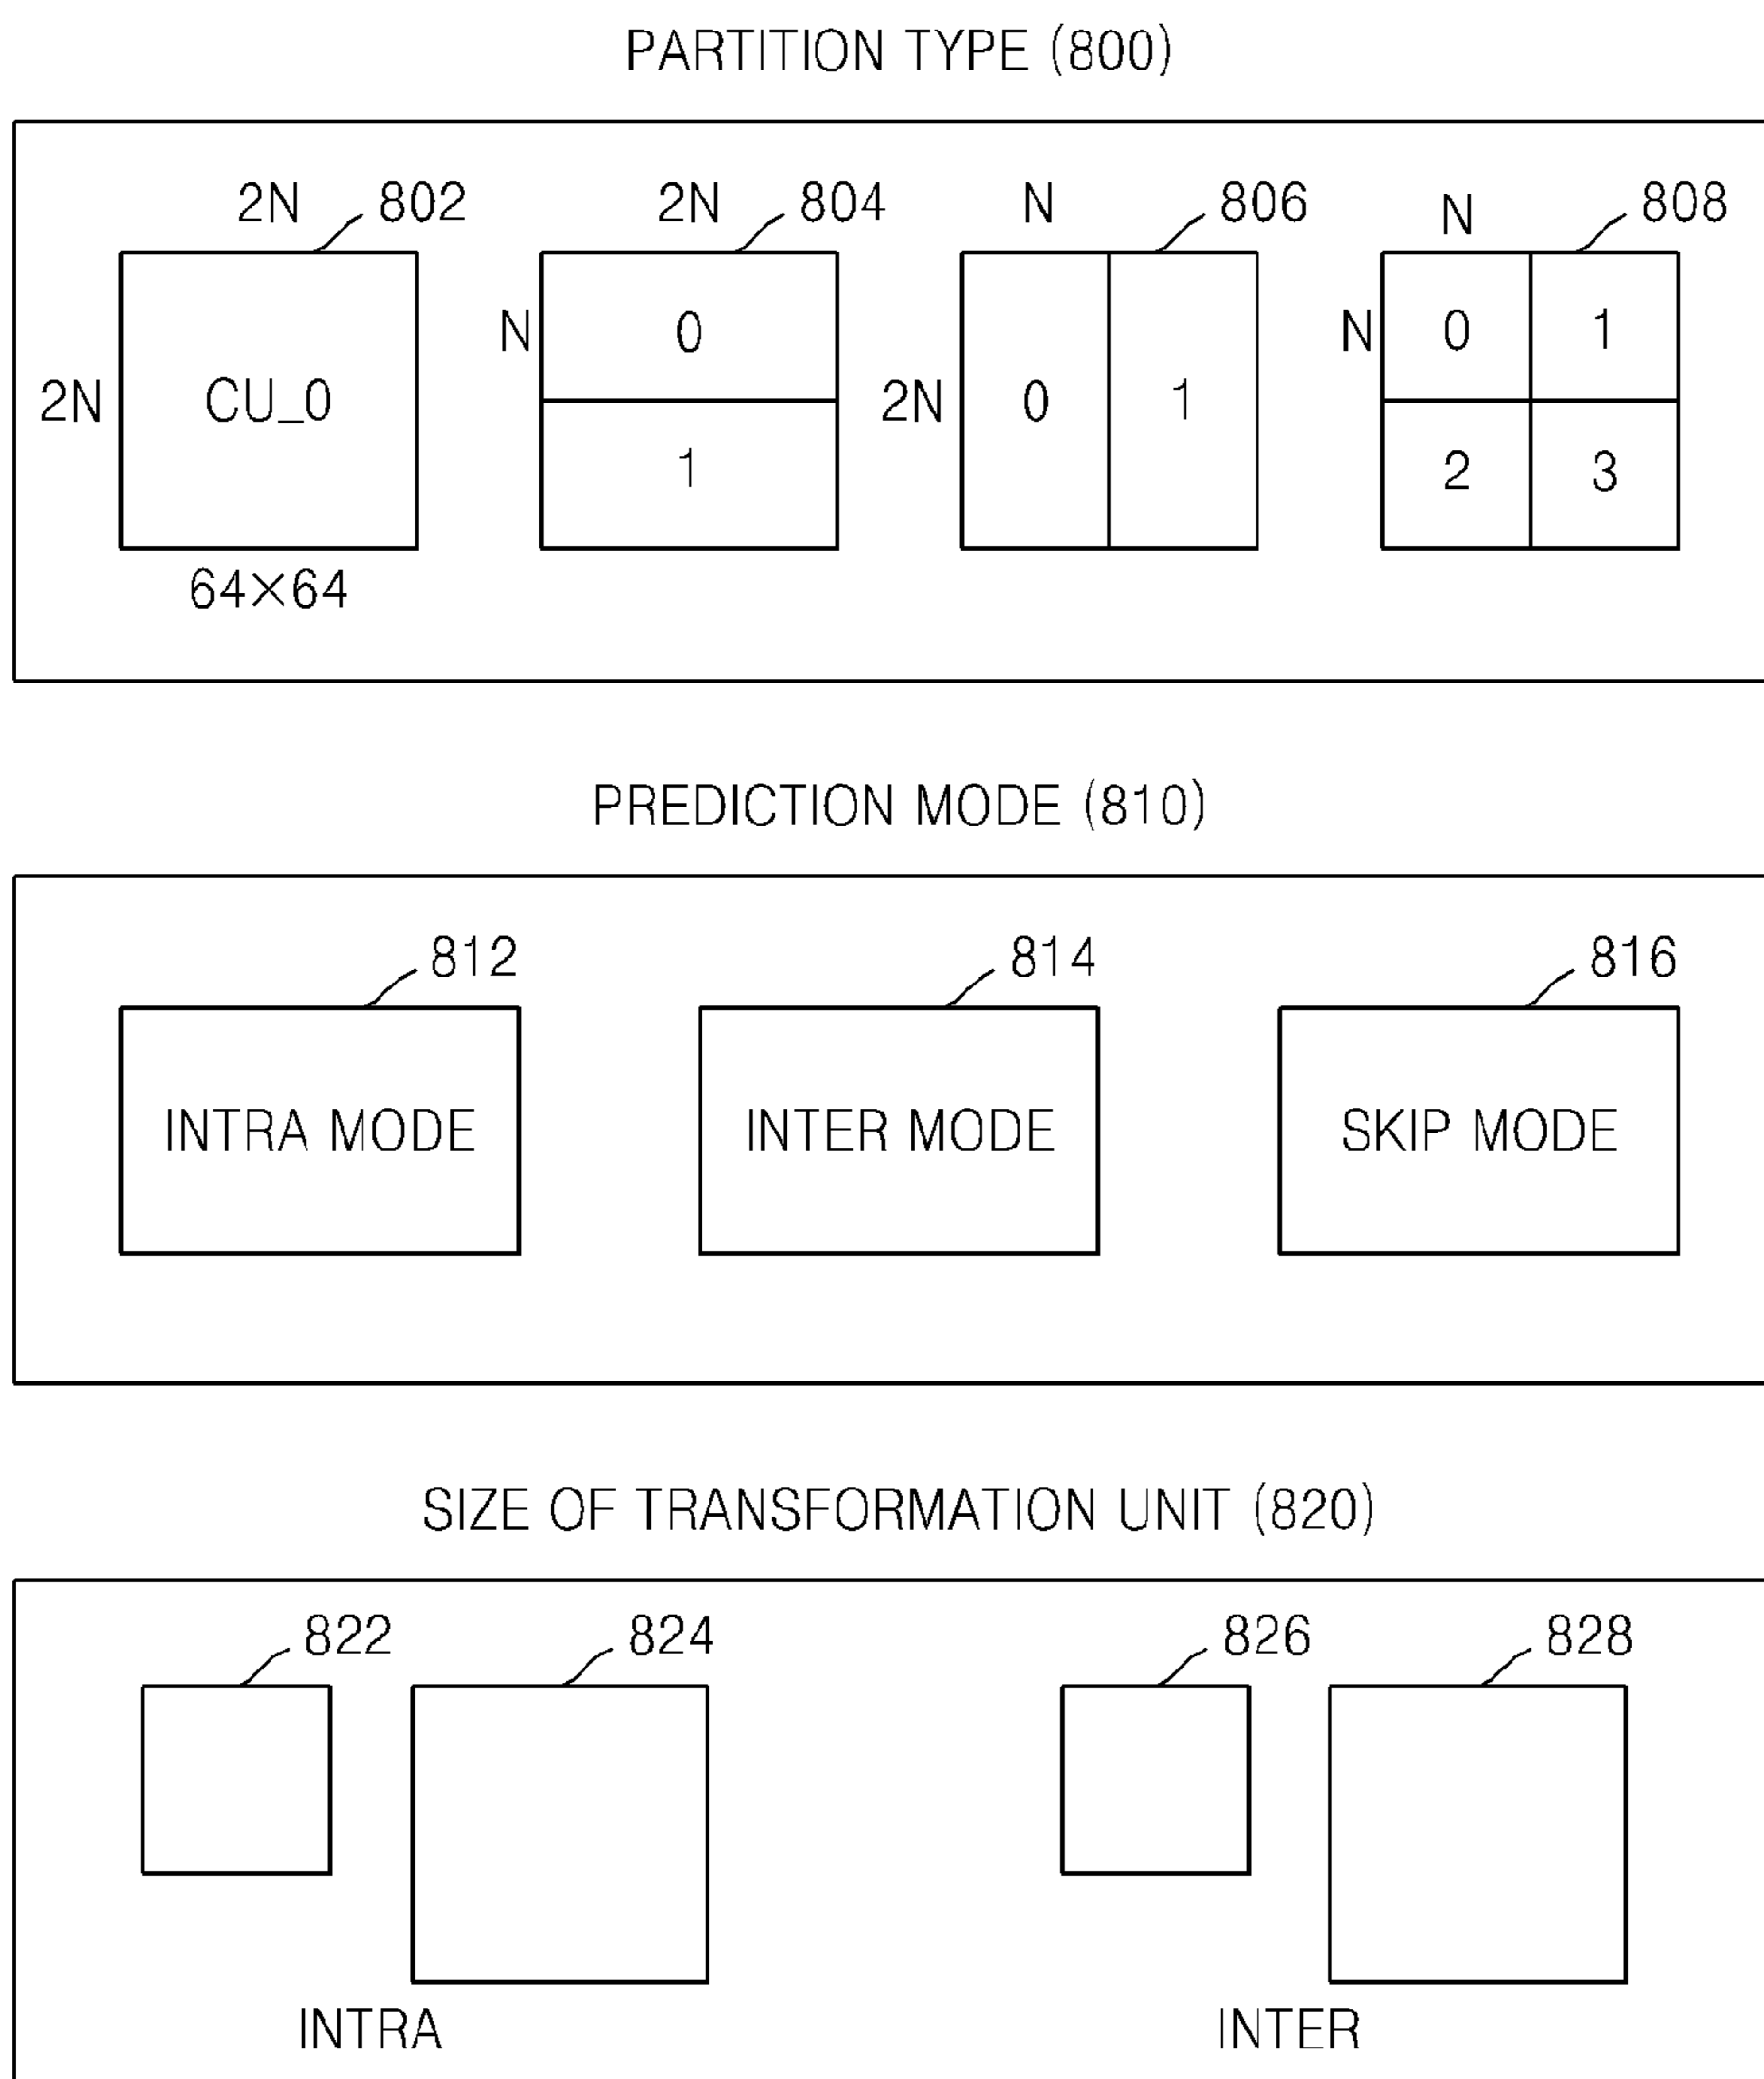 PARTITION TYPE (800)
2N 802 2N 804 N 806 N 808
N 0 N 0 1
2N CU_0 2N 0 1
1 2 3
64×64
PREDICTION MODE (810)
812 814 816
INTRA MODE INTER MODE SKIP MODE
SIZE OF TRANSFORMATION UNIT (820)
822 824 826 828
INTRA INTER